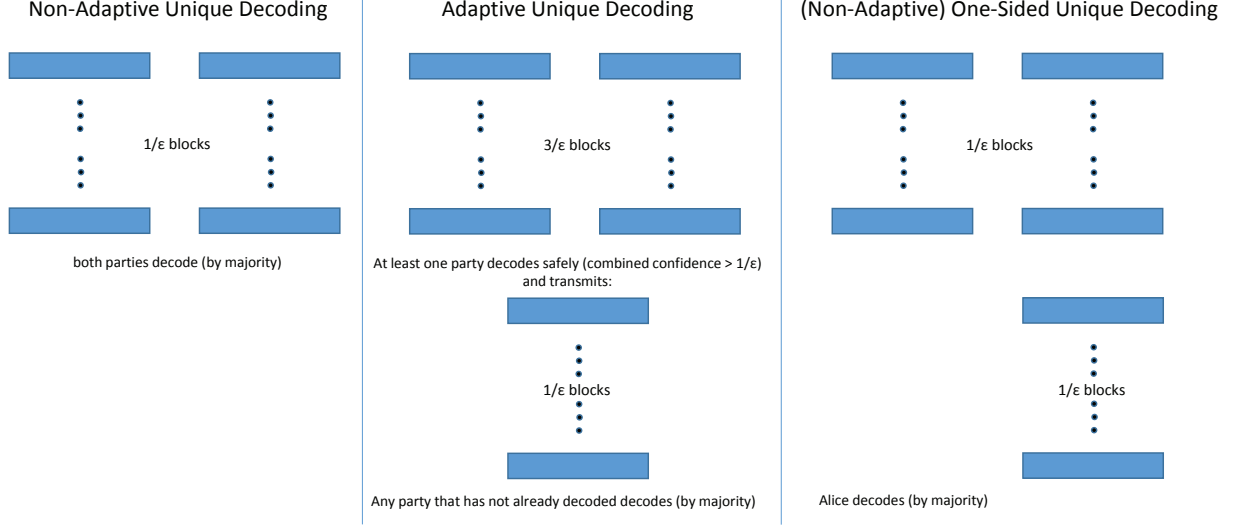 Non-Adaptive Unique Decoding
1/ε blocks
both parties decode (by majority)
Adaptive Unique Decoding
3/ε blocks
At least one party decodes safely (combined confidence > 1/ε)
and transmits:
1/ε blocks
Any party that has not already decoded decodes (by majority)
(Non-Adaptive) One-Sided Unique Decoding
1/ε blocks
1/ε blocks
Alice decodes (by majority)